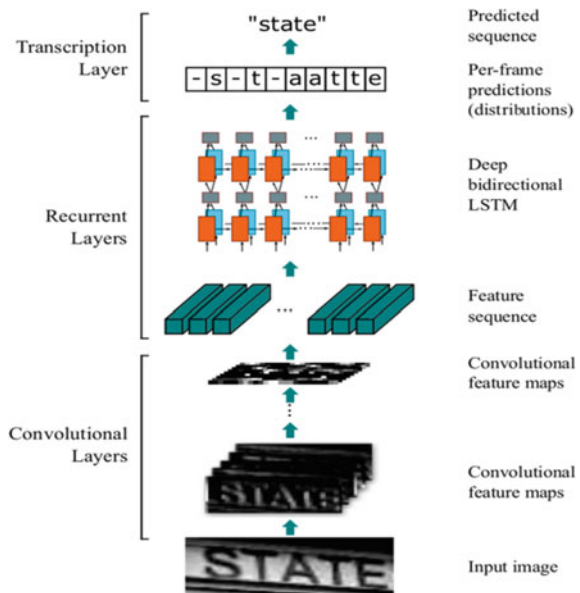 "state"
Predicted sequence
Transcription Layer
-s-t-aatte
Per-frame predictions (distributions)
Recurrent Layers
Deep bidirectional LSTM
Feature sequence
Convolutional Layers
Convolutional feature maps
STATE
Convolutional feature maps
STATE
Input image